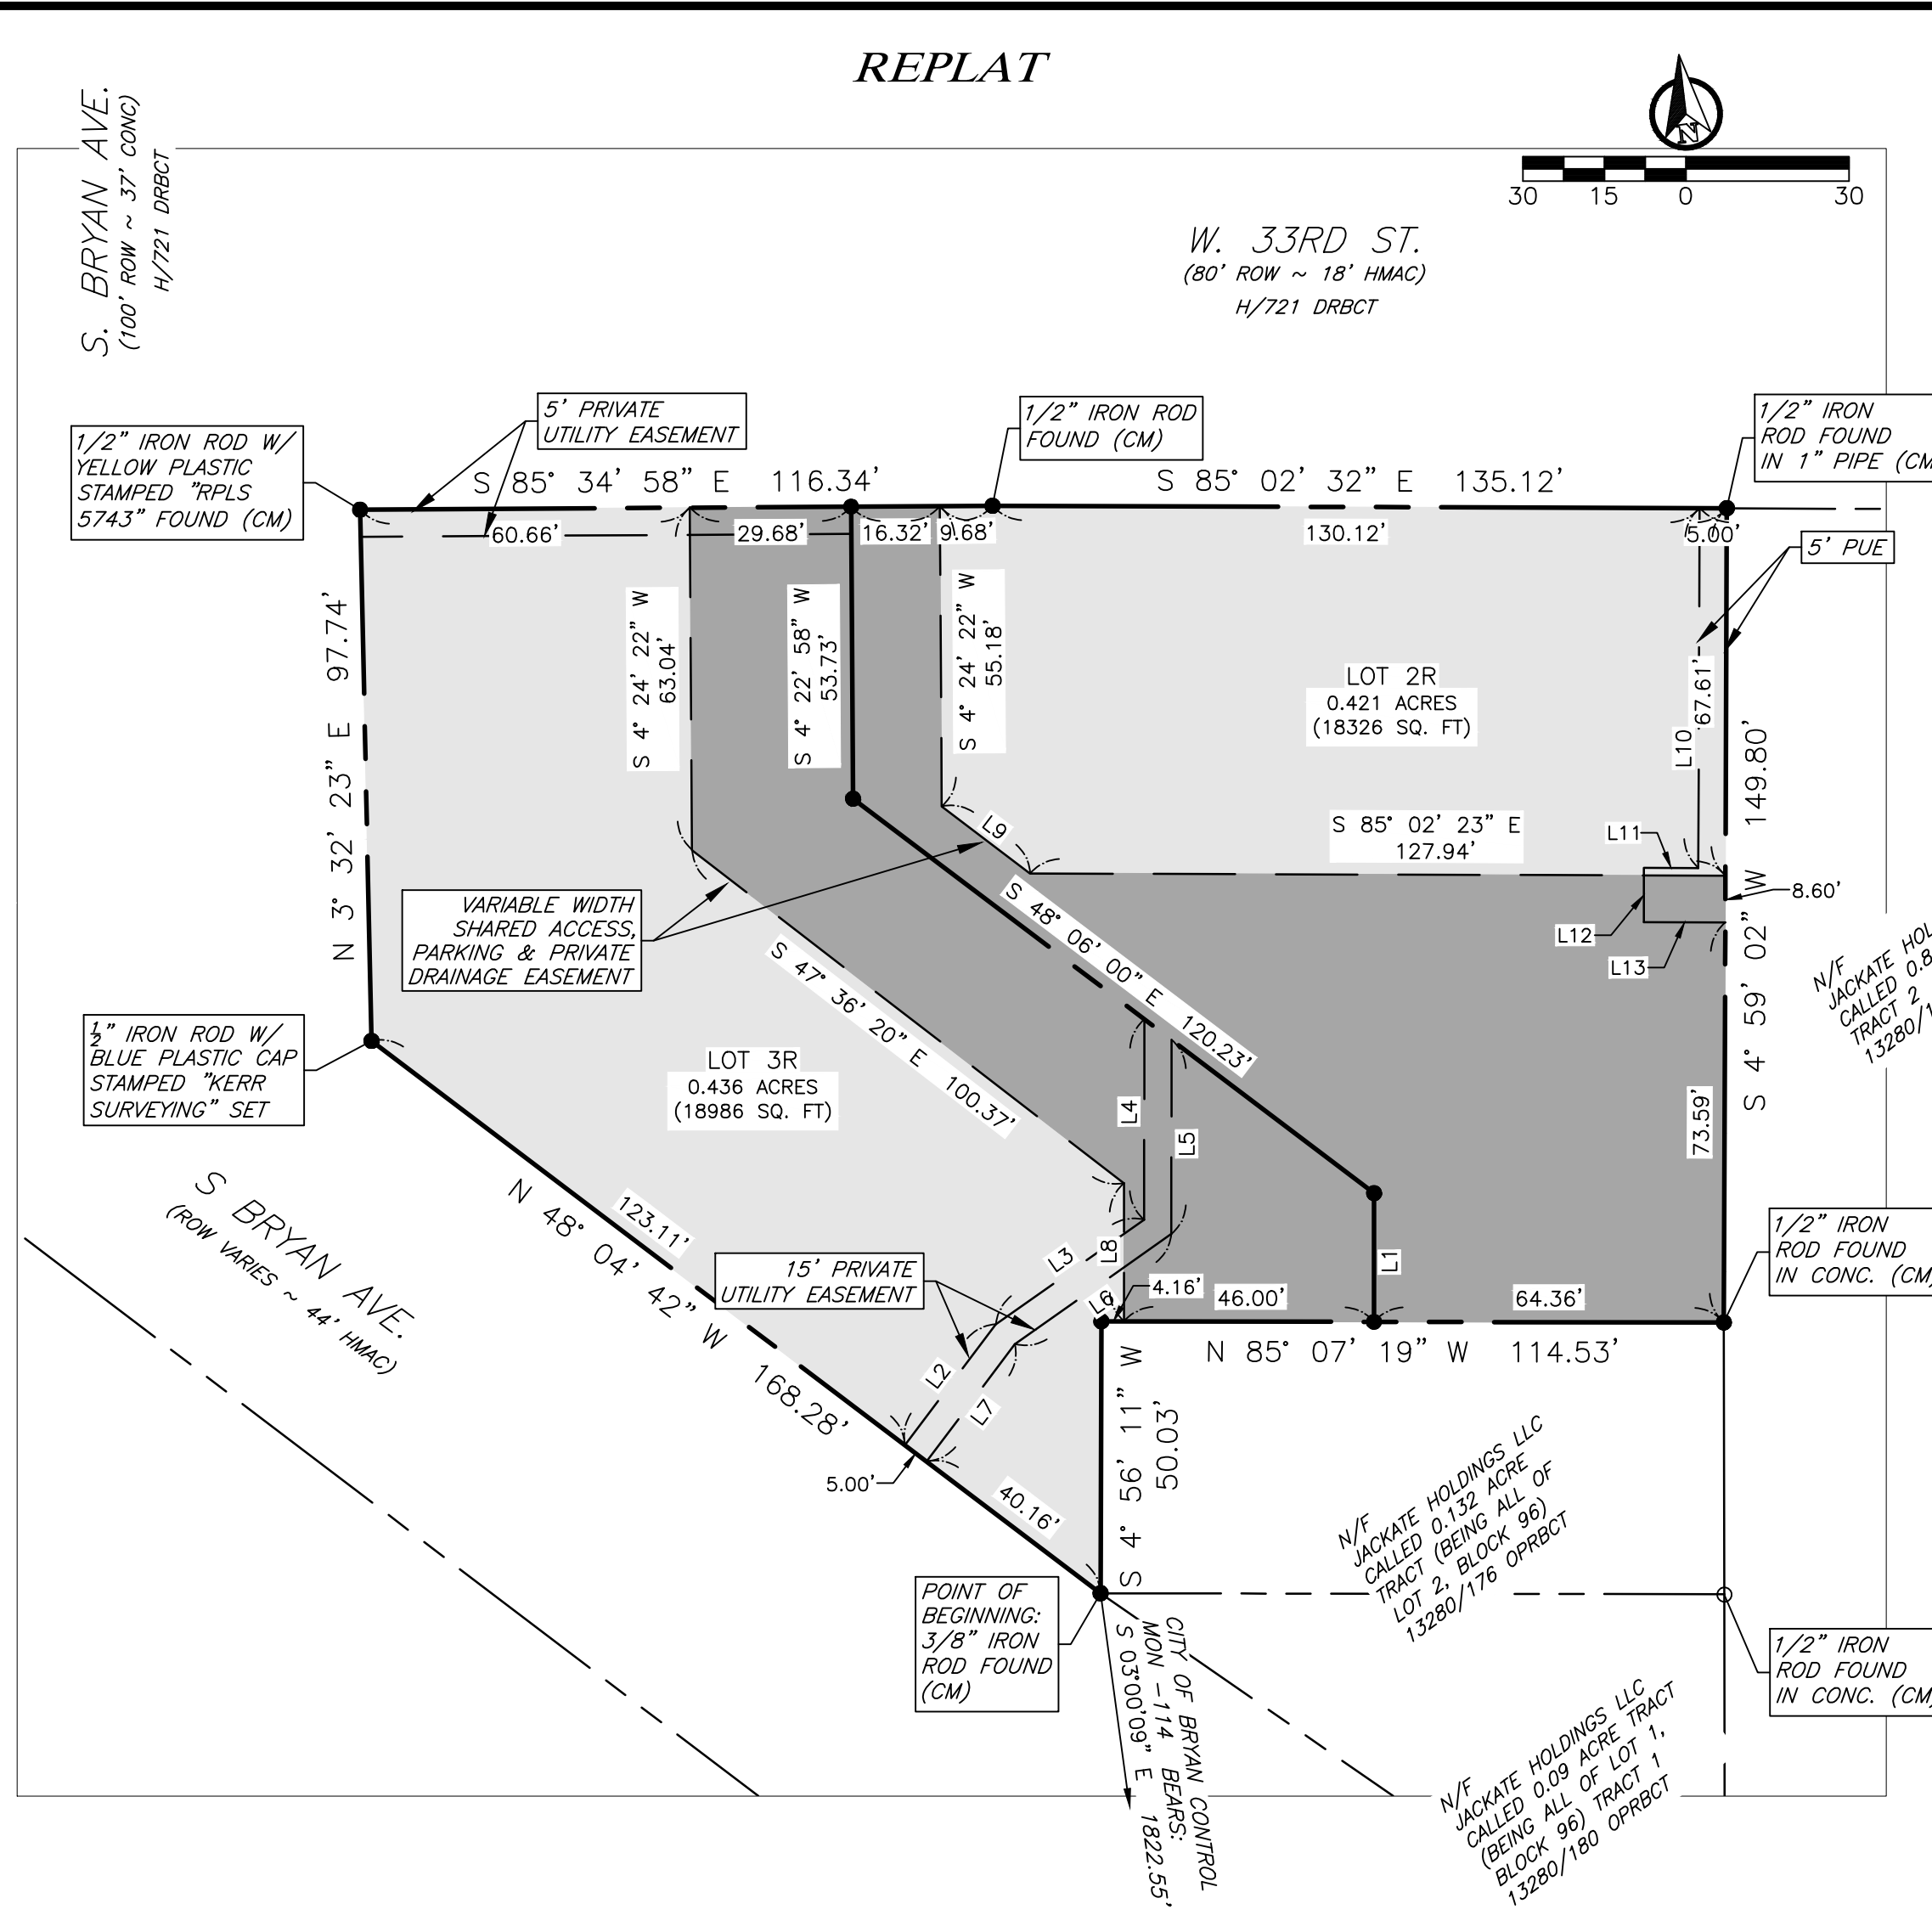 REPLAT
S. BRYAN AVE.
(100' ROW ~ 37' CONC)
H/721 DRBCT
N
30 15 0 30
W. 33RD ST.
(80' ROW ~ 18' HMAC)
H/721 DRBCT
5' PRIVATE
UTILITY EASEMENT
1/2" IRON ROD
FOUND (CM)
1/2" IRON
ROD FOUND
IN 1" PIPE (CM
1/2" IRON ROD W/
YELLOW PLASTIC
STAMPED "RPLS
5743" FOUND (CM)
S 85° 34' 58" E 116.34'
S 85° 02' 32" E 135.12'
60.66'
29.68'
16.32'
9.68'
130.12'
5.00'
5' PUE
N 3° 32' 23" E 97.74'
S 4° 24' 22" W
63.04'
S 4° 22' 58" W
53.73'
S 4° 24' 22" W
55.18'
LOT 2R
0.421 ACRES
(18326 SQ. FT)
67.61'
L10
S 4° 59' 02" W 149.80'
L9
S 85° 02' 23" E
127.94'
L11
8.60'
L12
L13
VARIABLE WIDTH
SHARED ACCESS,
PARKING & PRIVATE
DRAINAGE EASEMENT
S 48° 06' 00" E 120.23'
S 47° 36' 20" E 100.37'
N/F
JACKATE HOL
CALLED 0.8
TRACT 2
13280/1
½" IRON ROD W/
BLUE PLASTIC CAP
STAMPED "KERR
SURVEYING" SET
LOT 3R
0.436 ACRES
(18986 SQ. FT)
L4
L5
73.59'
S BRYAN AVE.
(ROW VARIES ~ 44' HMAC)
N 48° 04' 42" W 168.28'
123.11'
15' PRIVATE
UTILITY EASEMENT
L3
L8
L6
4.16'
46.00'
L1
64.36'
1/2" IRON
ROD FOUND
IN CONC. (CM)
N 85° 07' 19" W 114.53'
L2
L7
S 4° 56' 11" W
50.03'
5.00'
40.16'
N/F
JACKATE HOLDINGS LLC
CALLED 0.132 ACRE
TRACT (BEING ALL OF
LOT 2, BLOCK 96)
13280/176 OPRBCT
POINT OF
BEGINNING:
3/8" IRON
ROD FOUND
(CM)
CITY OF BRYAN CONTROL
MON -114 BEARS:
S 03°00'09" E 1822.55'
1/2" IRON
ROD FOUND
IN CONC. (CM)
N/F
JACKATE HOLDINGS LLC
CALLED 0.09 ACRE TRACT
(BEING ALL OF LOT 1,
BLOCK 96) TRACT 1
13280/180 OPRBCT